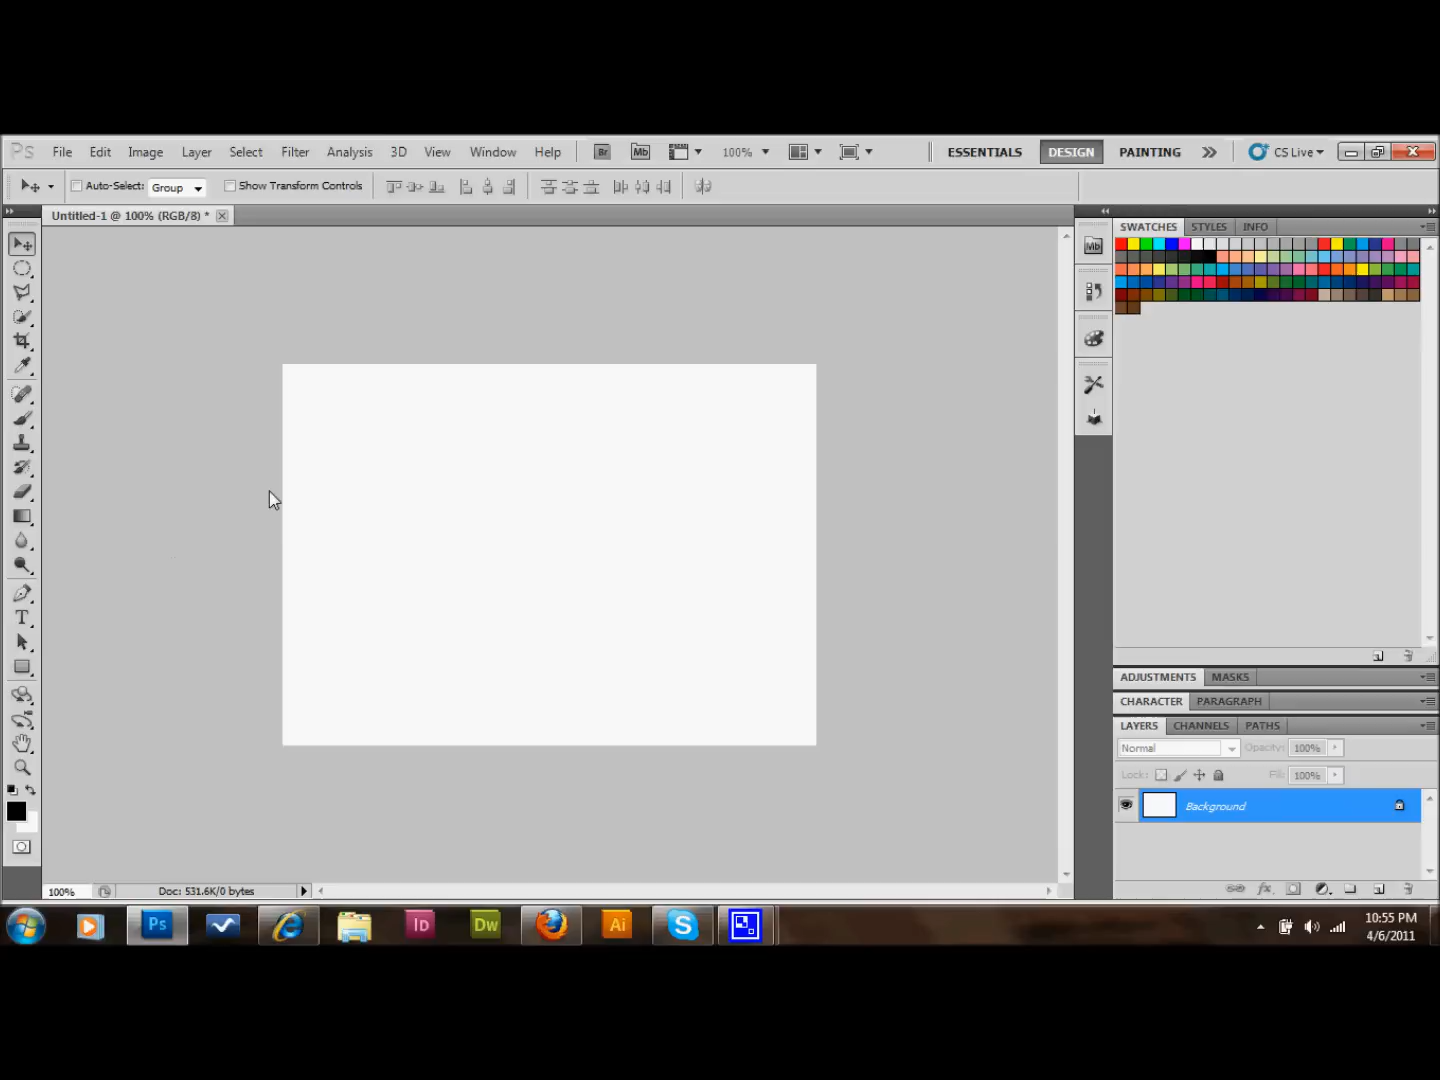 Ps File Edit Image Layer Select Filter Analysis 3D View Window Help Br Mb 100% ESSENTIALS DESIGN PAINTING CS Live
Auto-Select: Group Show Transform Controls
Untitled-1 @ 100% (RGB/8) *
SWATCHES STYLES INFO
Mb
T
ADJUSTMENTS MASKS
CHARACTER PARAGRAPH
LAYERS CHANNELS PATHS
Normal Opacity: 100%
Lock: Fill: 100%
Background
100% Doc: 531.6K/0 bytes
Ps Id Dw Ai S
10:55 PM
4/6/2011